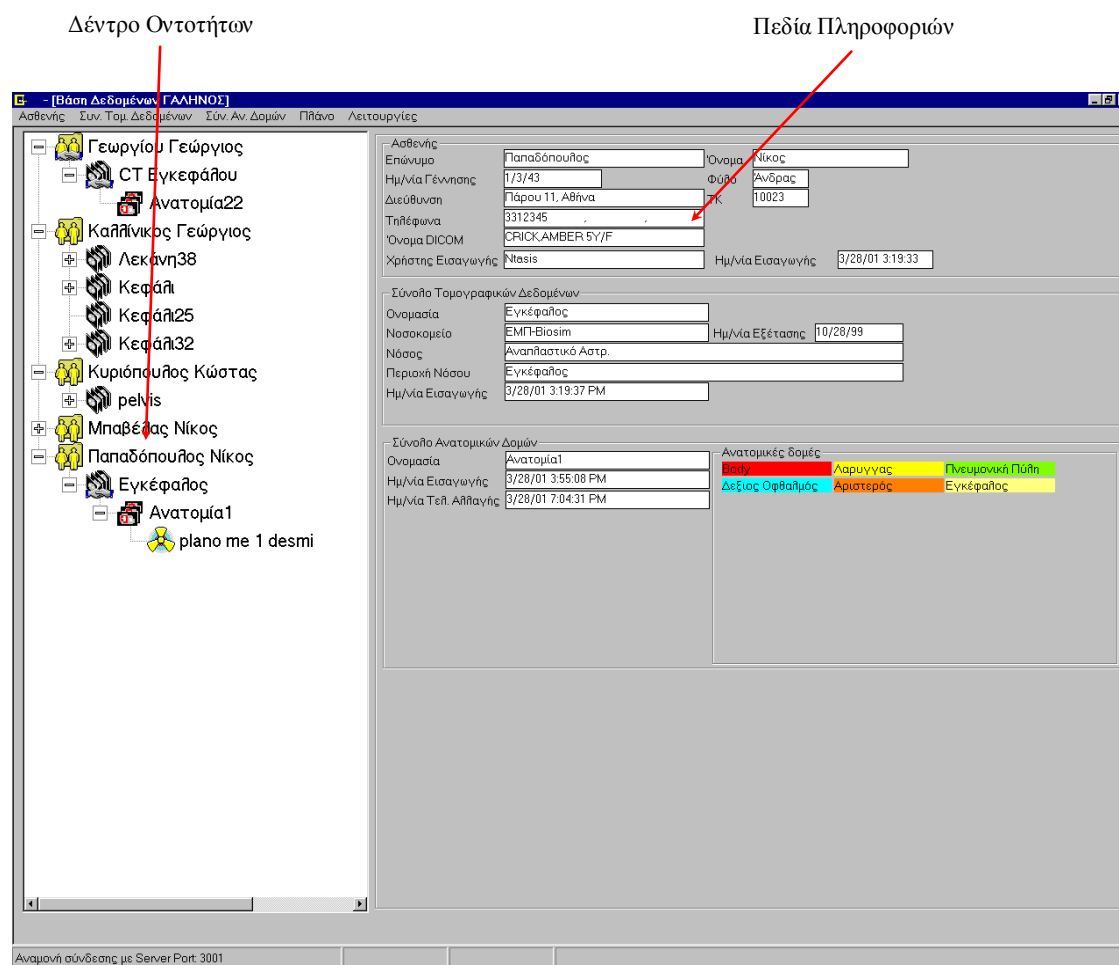 Δέντρο Οντοτήτων
Πεδία Πληροφοριών
- [Βάση Δεδομένων ΓΑΛΗΝΟΣ]
Ασθενής Συν. Τομ. Δεδομένων Σύν. Αν. Δομών Πλάνο Λειτουργίες
Γεωργίου Γεώργιος
CT Εγκεφάλου
Ανατομία22
Καλλίνικος Γεώργιος
Λεκάνη38
Κεφάλι
Κεφάλι25
Κεφάλι32
Κυριόπουλος Κώστας
pelvis
Μπαβέλας Νίκος
Παπαδόπουλος Νίκος
Εγκέφαλος
Ανατομία1
plano me 1 desmi
Ασθενής
Επώνυμο Παπαδόπουλος Όνομα Νίκος
Ημ/νία Γέννησης 1/3/43 Φύλο Άνδρας
Διεύθυνση Πάρου 11, Αθήνα ΤΚ 10023
Τηλέφωνα 3312345 , ,
Όνομα DICOM CRICK,AMBER 5Y/F
Χρήστης Εισαγωγής Ntasis Ημ/νία Εισαγωγής 3/28/01 3:19:33
Σύνολο Τομογραφικών Δεδομένων
Ονομασία Εγκέφαλος
Νοσοκομείο ΕΜΠ-Biosim Ημ/νία Εξέτασης 10/28/99
Νόσος Αναπλαστικό Αστρ.
Περιοχή Νόσου Εγκέφαλος
Ημ/νία Εισαγωγής 3/28/01 3:19:37 PM
Σύνολο Ανατομικών Δομών
Ονομασία Ανατομία1
Ημ/νία Εισαγωγής 3/28/01 3:55:08 PM
Ημ/νία Τελ. Αλλαγής 3/28/01 7:04:31 PM
Ανατομικές δομές
Body Λαρυγγας Πνευμονική Πύλη
Δεξιος Οφθαλμός Αριστερός Εγκέφαλος
Αναμονή σύνδεσης με Server Port: 3001